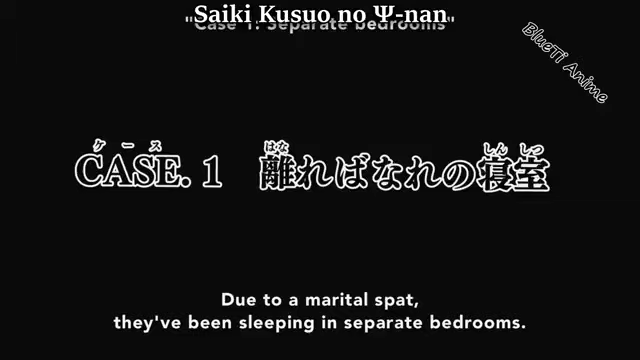 Saiki Kusuo no Ψ-nan
"Case 1: Separate bedrooms"
BlueTi Anime
ケース はな しん しつ
CASE. 1 離ればなれの寝室
Due to a marital spat,
they've been sleeping in separate bedrooms.